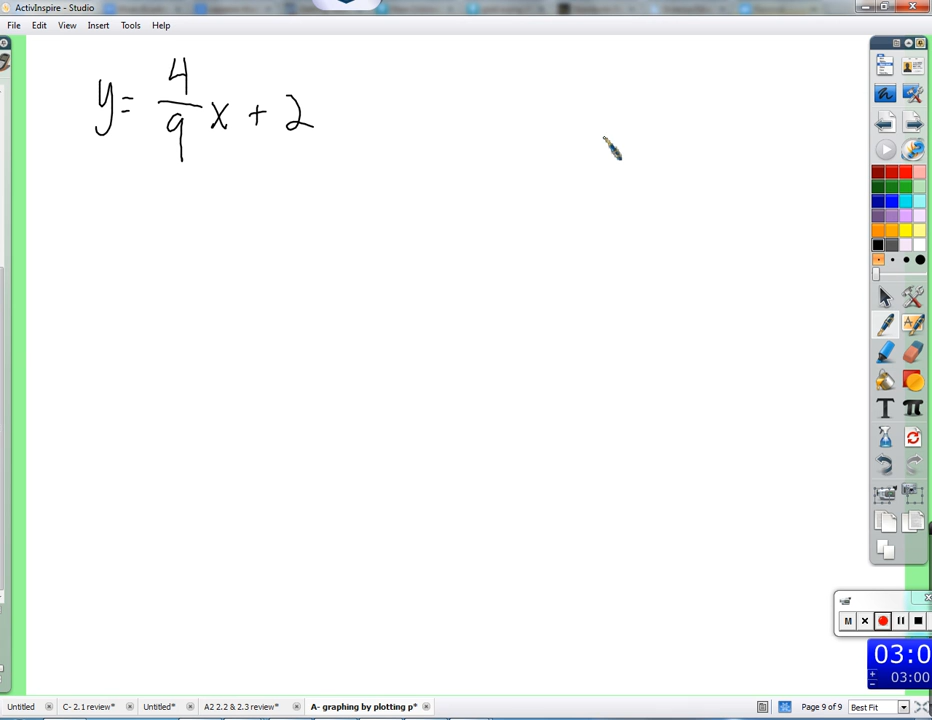 ActivInspire - Studio
File Edit View Insert Tools Help
y = 4/9 x + 2
M
03:0
03:00
Untitled C- 2.1 review* Untitled* A2 2.2 & 2.3 review* A- graphing by plotting p* Page 9 of 9 Best Fit